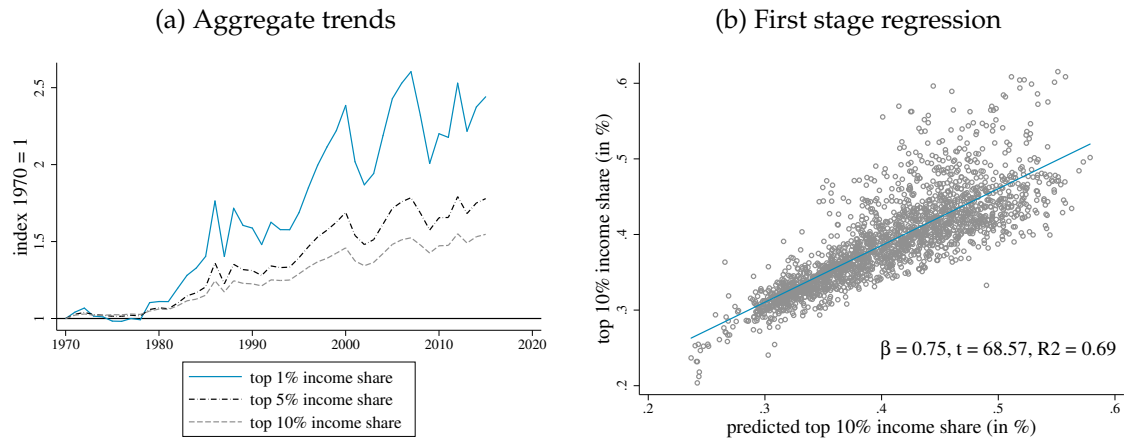 (a) Aggregate trends
index 1970 = 1
2.5
2
1.5
1
1970
1980
1990
2000
2010
2020
top 1% income share
top 5% income share
top 10% income share
(b) First stage regression
top 10% income share (in %)
.6
.5
.4
.3
.2
β = 0.75, t = 68.57, R2 = 0.69
.2
.3
.4
.5
.6
predicted top 10% income share (in %)